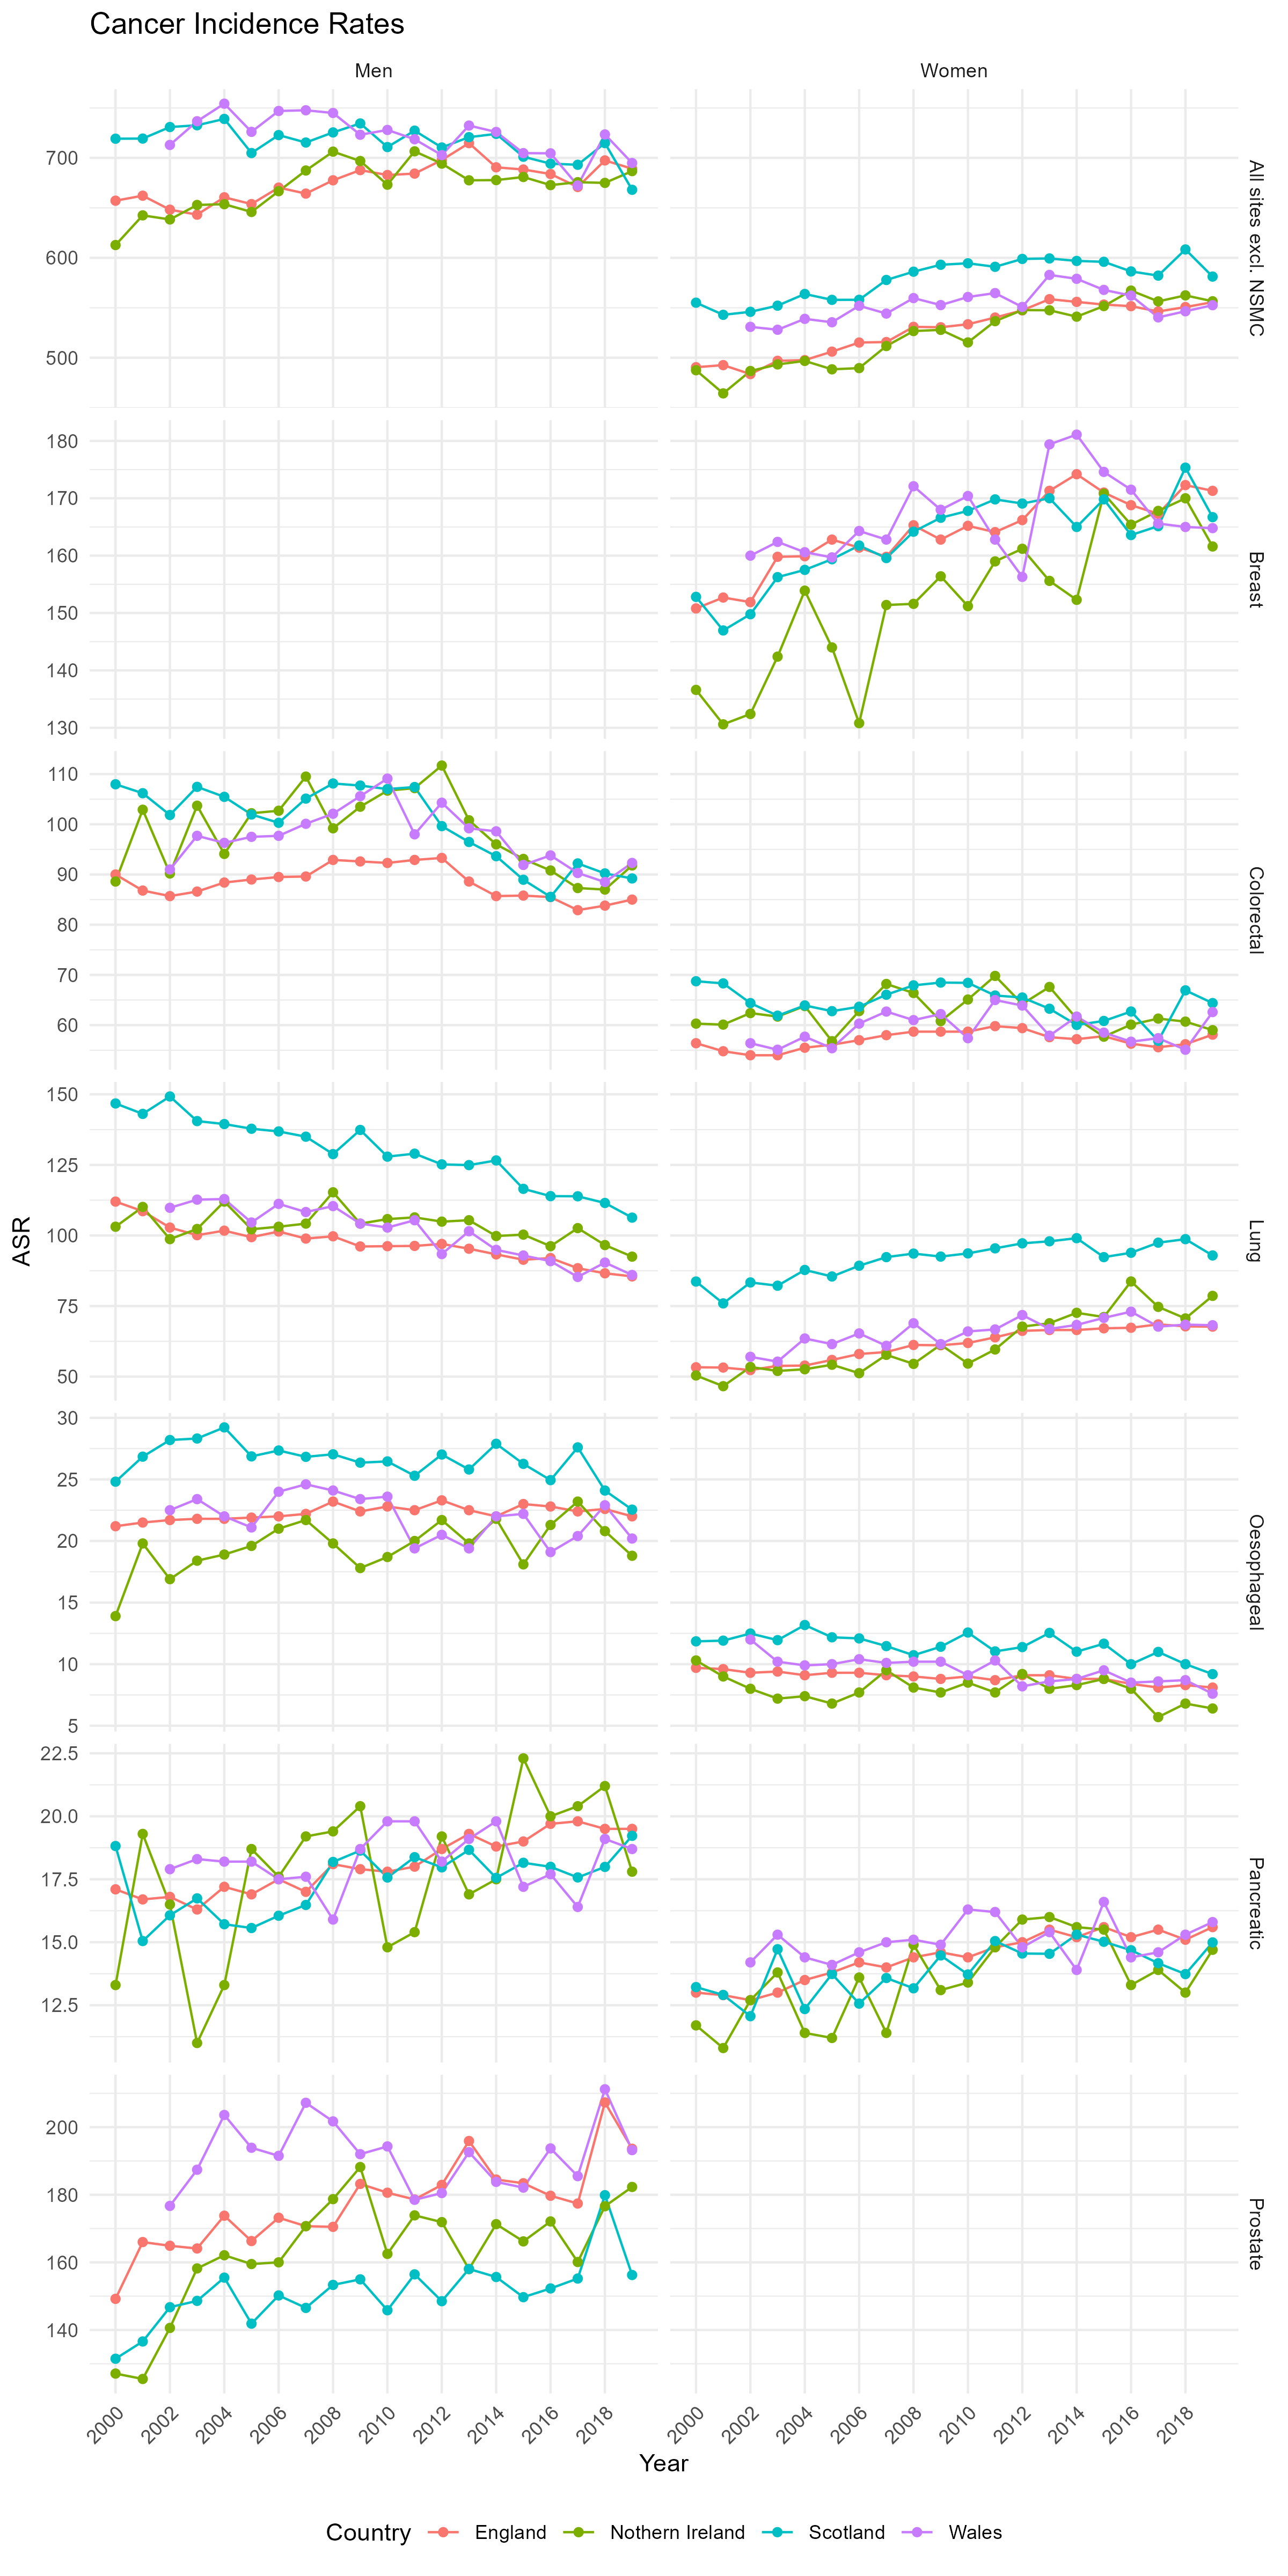 Cancer Incidence Rates
Men Women
700
600
500
All sites excl. NSMC
180
170
160
150
140
130
Breast
110
100
90
80
70
60
Colorectal
150
125
100
75
50
Lung
ASR
30
25
20
15
10
5
Oesophageal
22.5
20.0
17.5
15.0
12.5
Pancreatic
200
180
160
140
Prostate
2000 2002 2004 2006 2008 2010 2012 2014 2016 2018 2000 2002 2004 2006 2008 2010 2012 2014 2016 2018
Year
Country England Nothern Ireland Scotland Wales